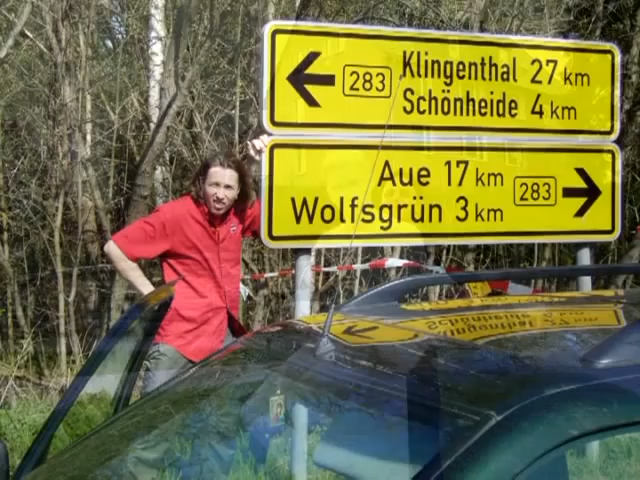 283 Klingenthal 27 km
Schönheide 4 km
Aue 17 km 283
Wolfsgrün 3 km